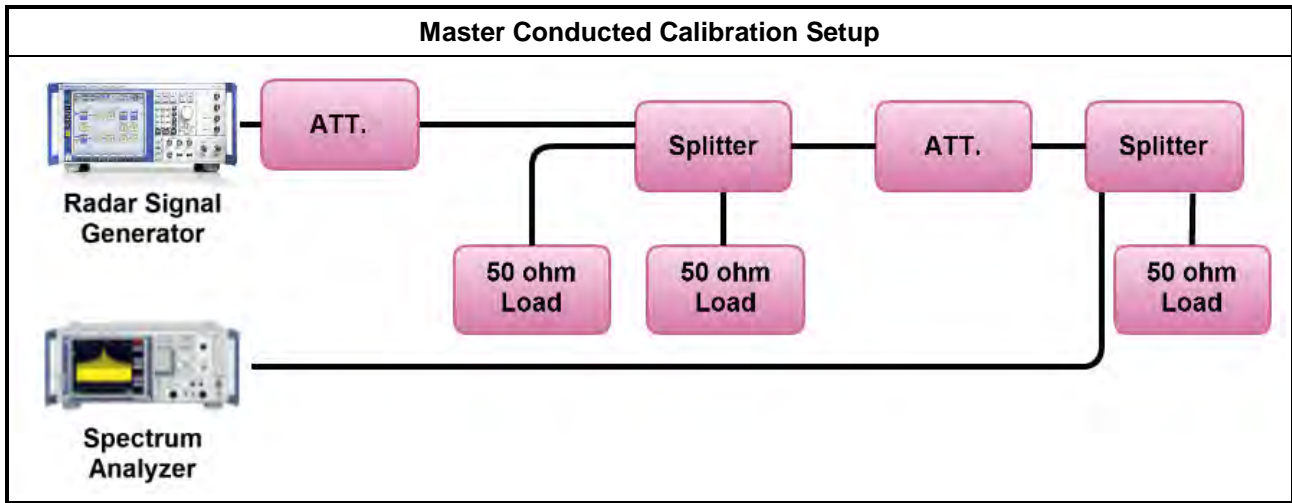 Master Conducted Calibration Setup
ATT.
Splitter
ATT.
Splitter
Radar Signal
Generator
50 ohm
Load
50 ohm
Load
50 ohm
Load
Spectrum
Analyzer